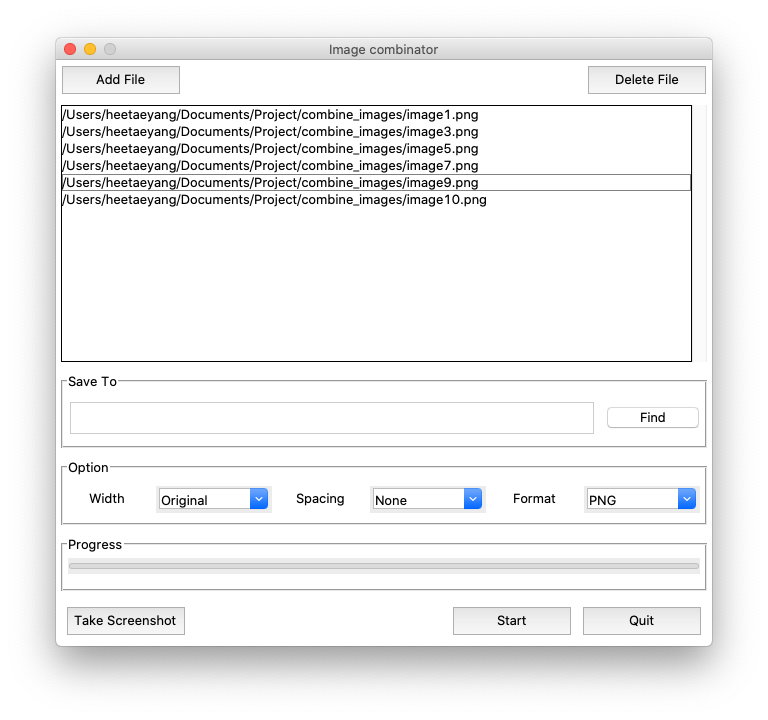 Image combinator
Add File Delete File
/Users/heetaeyang/Documents/Project/combine_images/image1.png
/Users/heetaeyang/Documents/Project/combine_images/image3.png
/Users/heetaeyang/Documents/Project/combine_images/image5.png
/Users/heetaeyang/Documents/Project/combine_images/image7.png
/Users/heetaeyang/Documents/Project/combine_images/image9.png
/Users/heetaeyang/Documents/Project/combine_images/image10.png
Save To
Find
Option
Width Original Spacing None Format PNG
Progress
Take Screenshot Start Quit